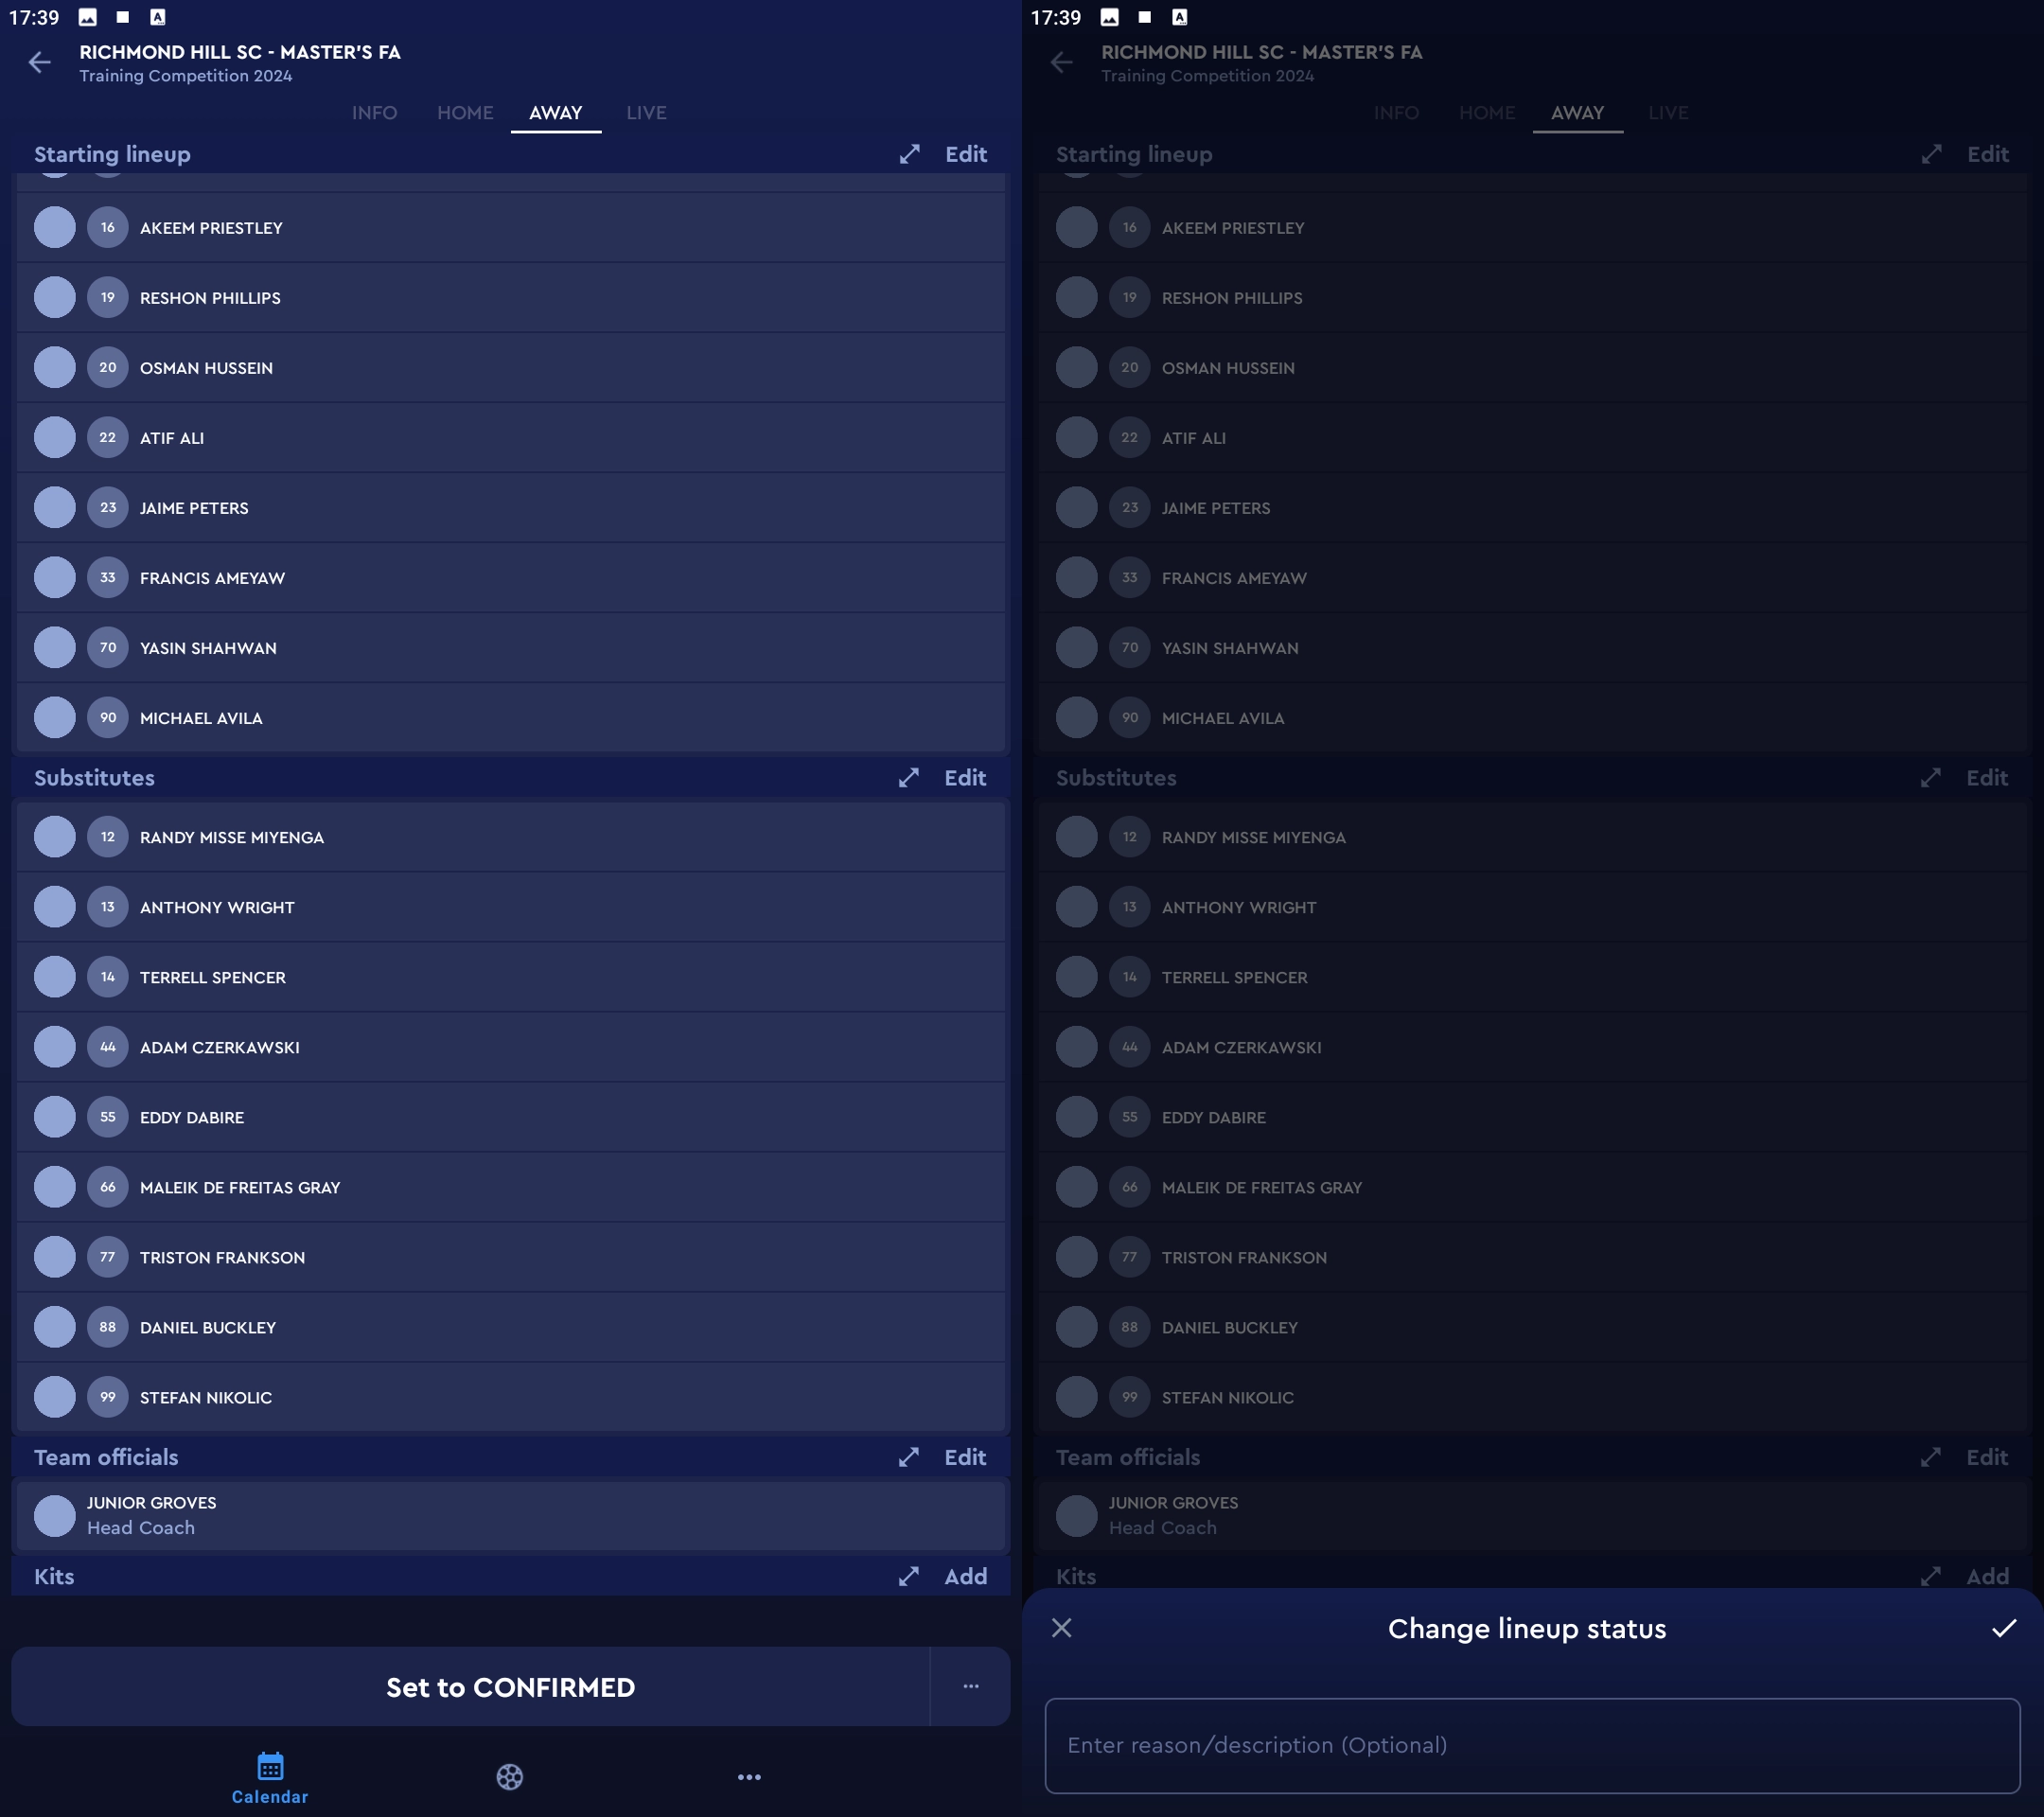 17:39
RICHMOND HILL SC - MASTER'S FA
Training Competition 2024
INFO HOME AWAY LIVE
Starting lineup Edit
16 AKEEM PRIESTLEY
19 RESHON PHILLIPS
20 OSMAN HUSSEIN
22 ATIF ALI
23 JAIME PETERS
33 FRANCIS AMEYAW
70 YASIN SHAHWAN
90 MICHAEL AVILA
Substitutes Edit
12 RANDY MISSE MIYENGA
13 ANTHONY WRIGHT
14 TERRELL SPENCER
44 ADAM CZERKAWSKI
55 EDDY DABIRE
66 MALEIK DE FREITAS GRAY
77 TRISTON FRANKSON
88 DANIEL BUCKLEY
99 STEFAN NIKOLIC
Team officials Edit
JUNIOR GROVES
Head Coach
Kits Add
Set to CONFIRMED
Calendar
17:39
RICHMOND HILL SC - MASTER'S FA
Training Competition 2024
INFO HOME AWAY LIVE
Starting lineup Edit
16 AKEEM PRIESTLEY
19 RESHON PHILLIPS
20 OSMAN HUSSEIN
22 ATIF ALI
23 JAIME PETERS
33 FRANCIS AMEYAW
70 YASIN SHAHWAN
90 MICHAEL AVILA
Substitutes Edit
12 RANDY MISSE MIYENGA
13 ANTHONY WRIGHT
14 TERRELL SPENCER
44 ADAM CZERKAWSKI
55 EDDY DABIRE
66 MALEIK DE FREITAS GRAY
77 TRISTON FRANKSON
88 DANIEL BUCKLEY
99 STEFAN NIKOLIC
Team officials Edit
JUNIOR GROVES
Head Coach
Kits Add
Change lineup status
Enter reason/description (Optional)